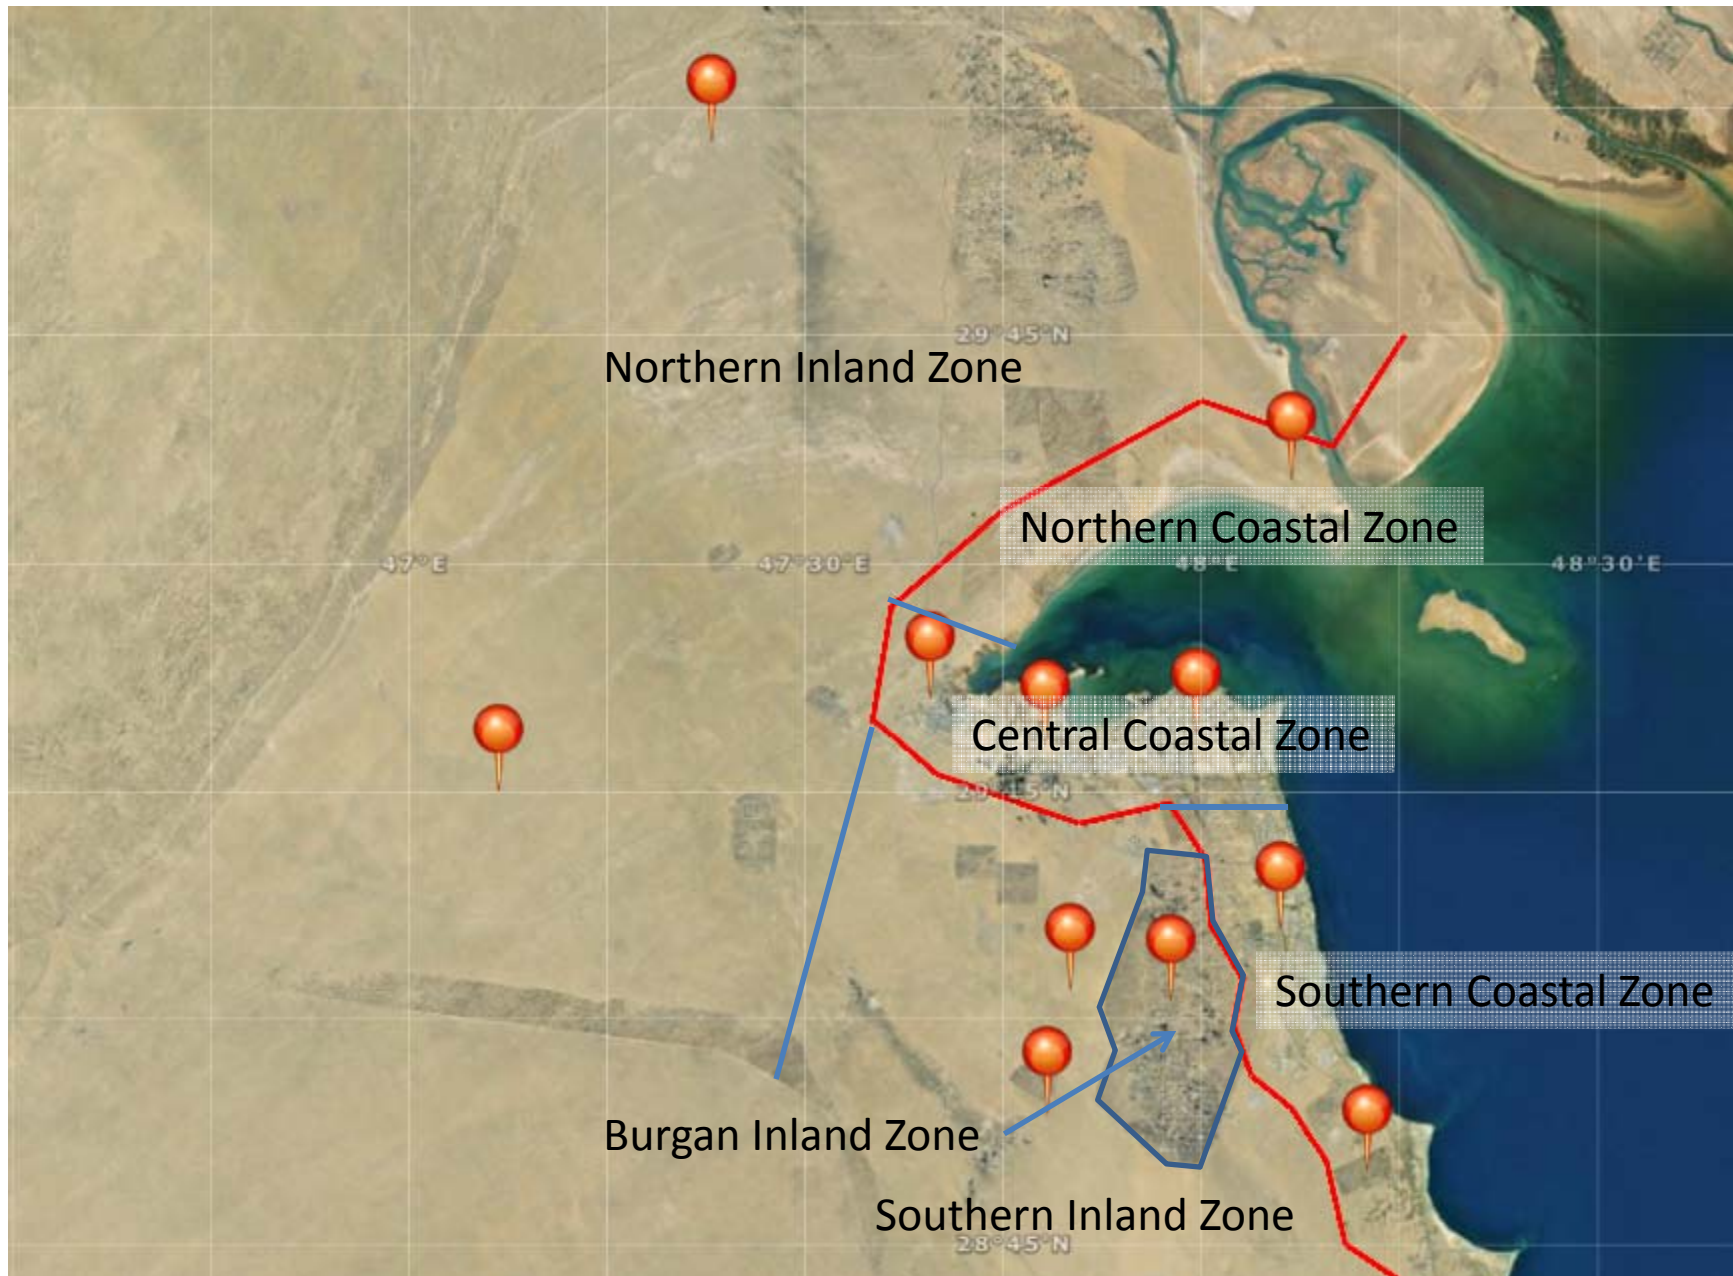 29°45'N
Northern Inland Zone
Northern Coastal Zone
47°E
47°30'E
48°E
48°30'E
Central Coastal Zone
29°15'N
Southern Coastal Zone
Burgan Inland Zone
Southern Inland Zone
28°45'N